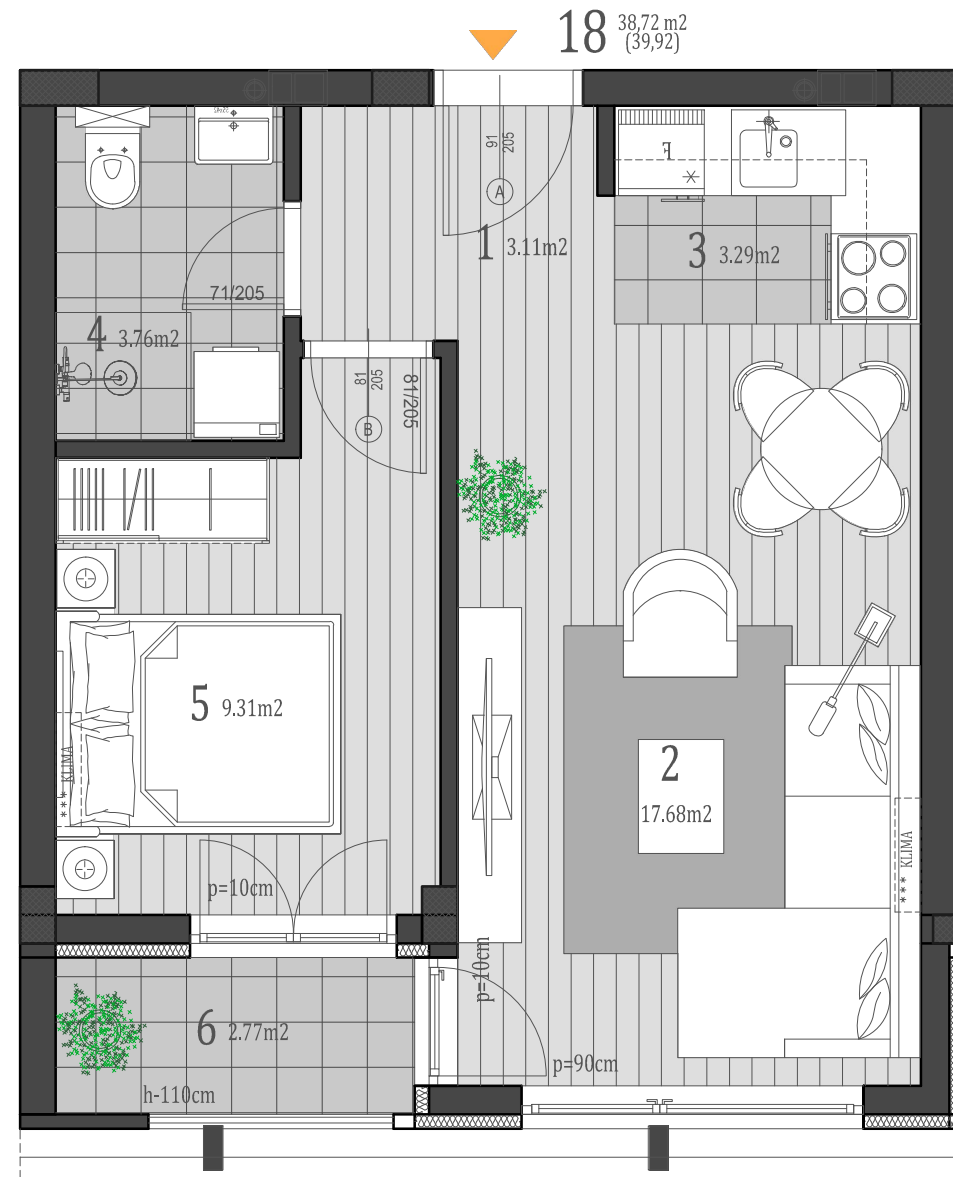 18 38,72 m2
(39,92)
91
205
A
F
1 3.11m2
3 3.29m2
71/205
4 3.76m2
81
205
81/205
B
5 9.31m2
*** KLIMA
2
17.68m2
*** KLIMA
p=10cm
p=10cm
6 2.77m2
p=90cm
h-110cm